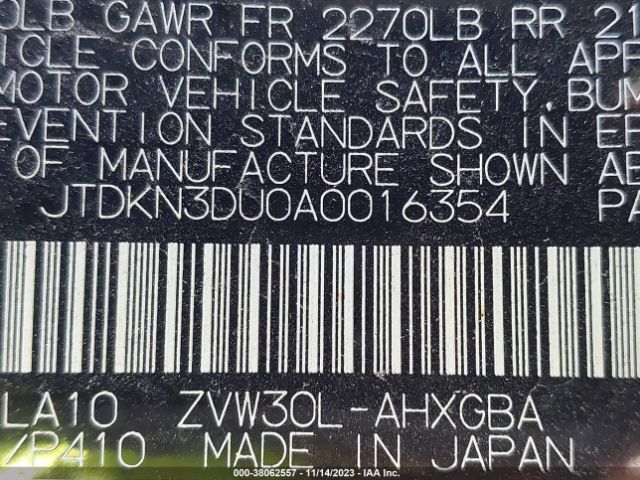 0LB GAWR FR 2270LB RR 21
ICLE CONFORMS TO ALL APP
MOTOR VEHICLE SAFETY, BUM
EVENTION STANDARDS IN EF
OF MANUFACTURE SHOWN AB
JTDKN3DU0A0016354 PA
LA10 ZVW30L-AHXGBA
/P410 MADE IN JAPAN
000-38062557 - 11/14/2023 - IAA Inc.